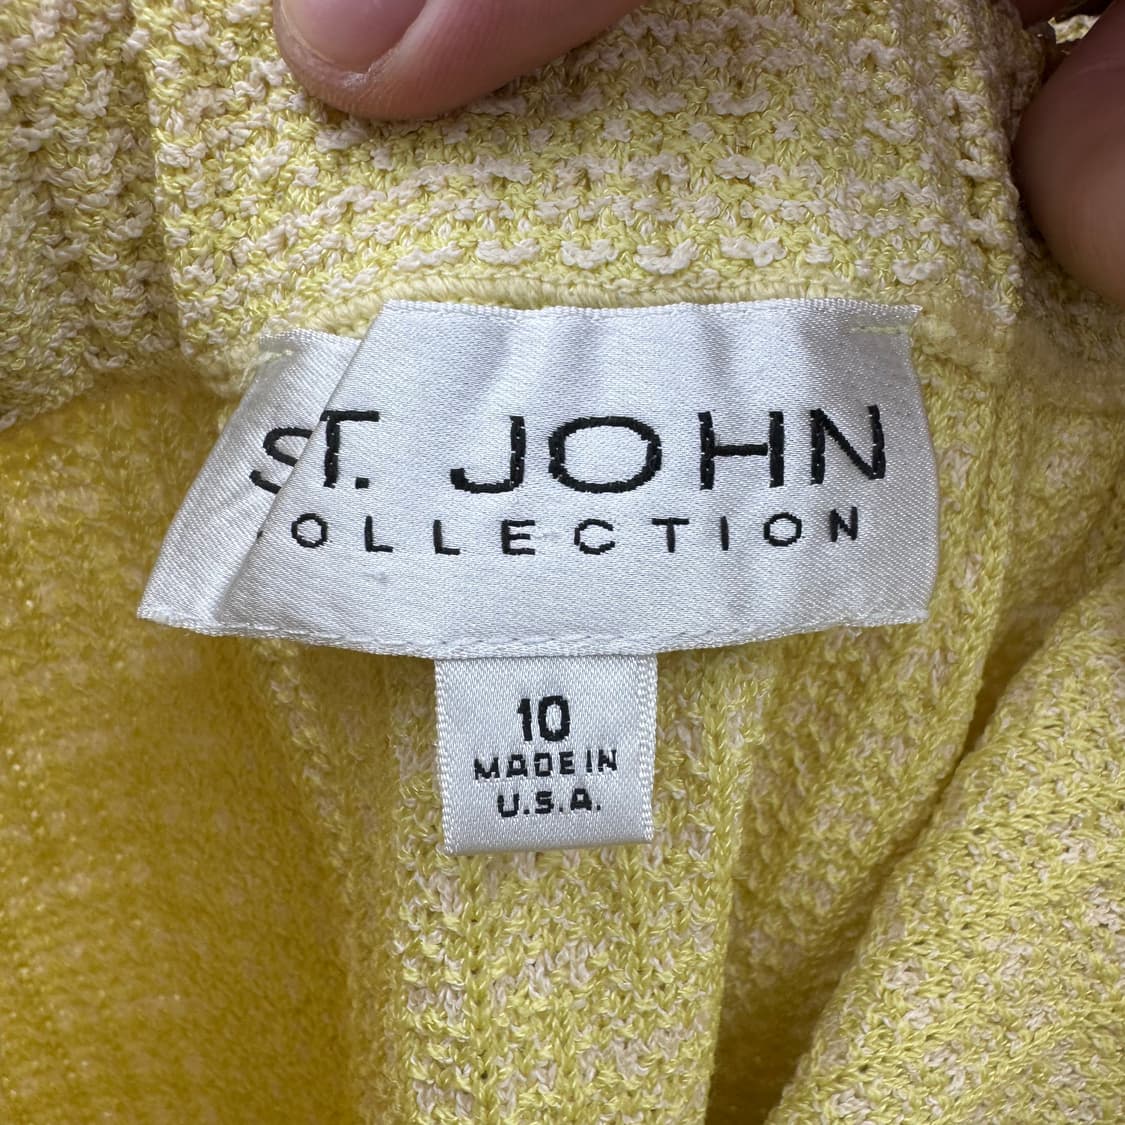 ST. JOHN
COLLECTION
10
MADE IN
U.S.A.